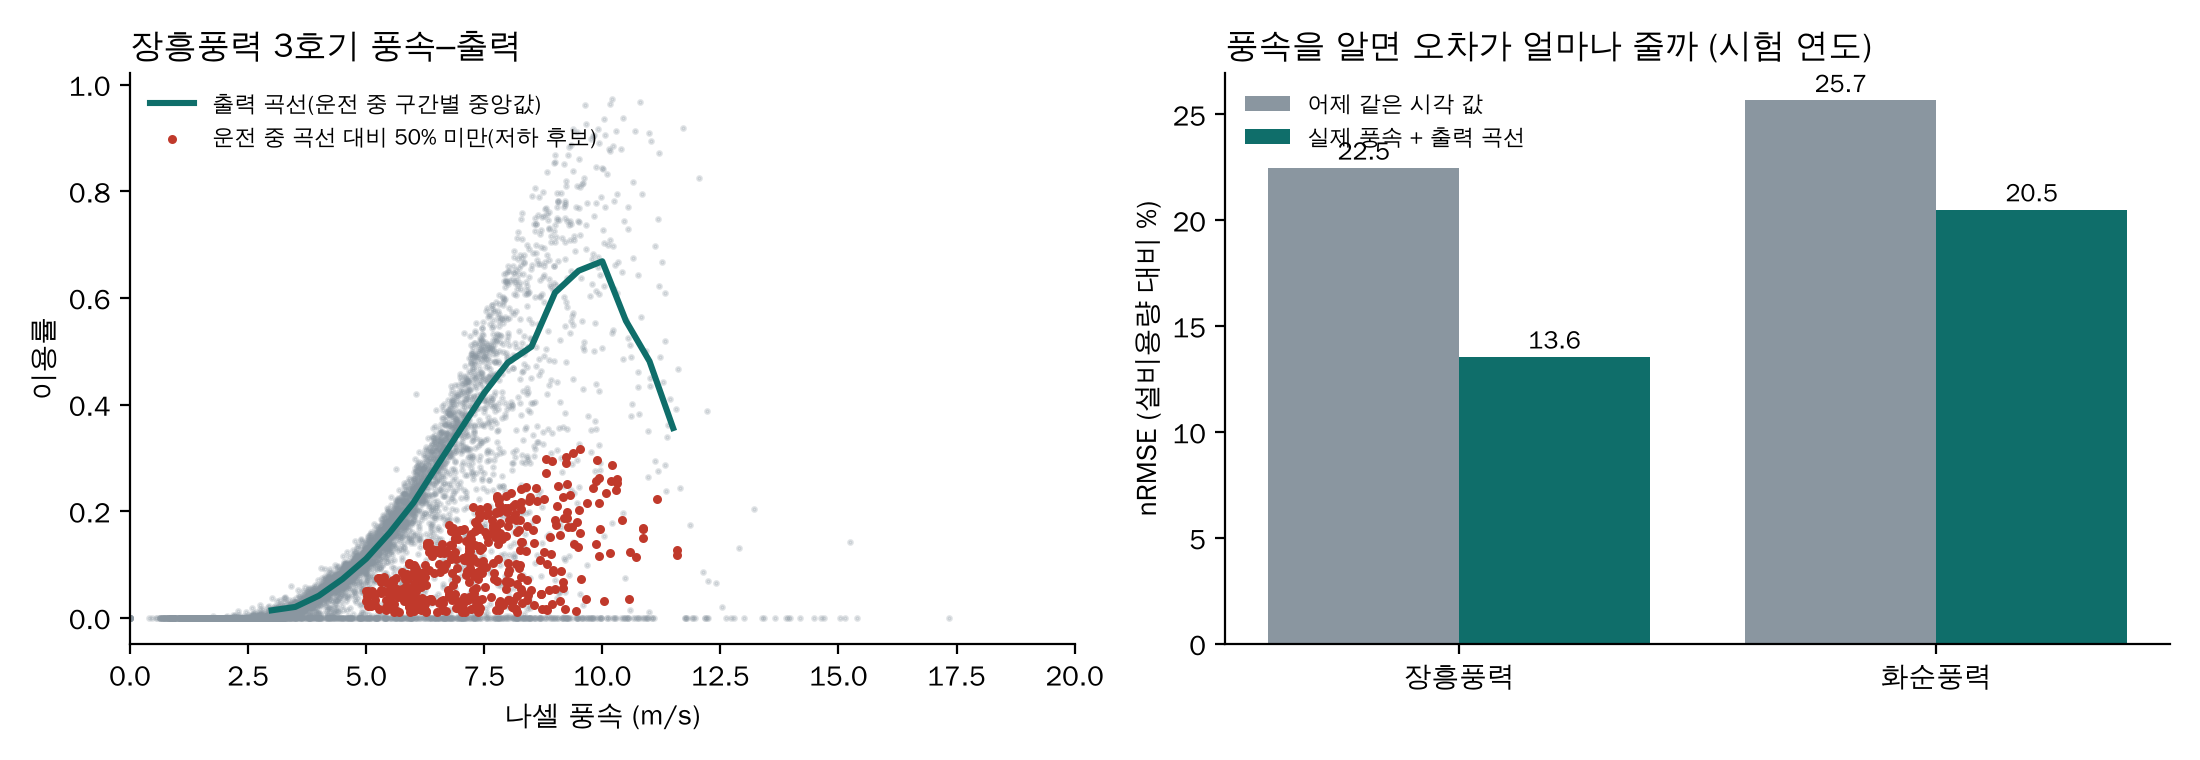 장흥풍력 3호기 풍속–출력
1.0
0.8
0.6
0.4
0.2
0.0
이용률
출력 곡선(운전 중 구간별 중앙값)
운전 중 곡선 대비 50% 미만(저하 후보)
0.0 2.5 5.0 7.5 10.0 12.5 15.0 17.5 20.0
나셀 풍속 (m/s)
풍속을 알면 오차가 얼마나 줄까 (시험 연도)
25
20
15
10
5
0
nRMSE (설비용량 대비 %)
어제 같은 시각 값
실제 풍속 + 출력 곡선
22.5
13.6
25.7
20.5
장흥풍력 화순풍력